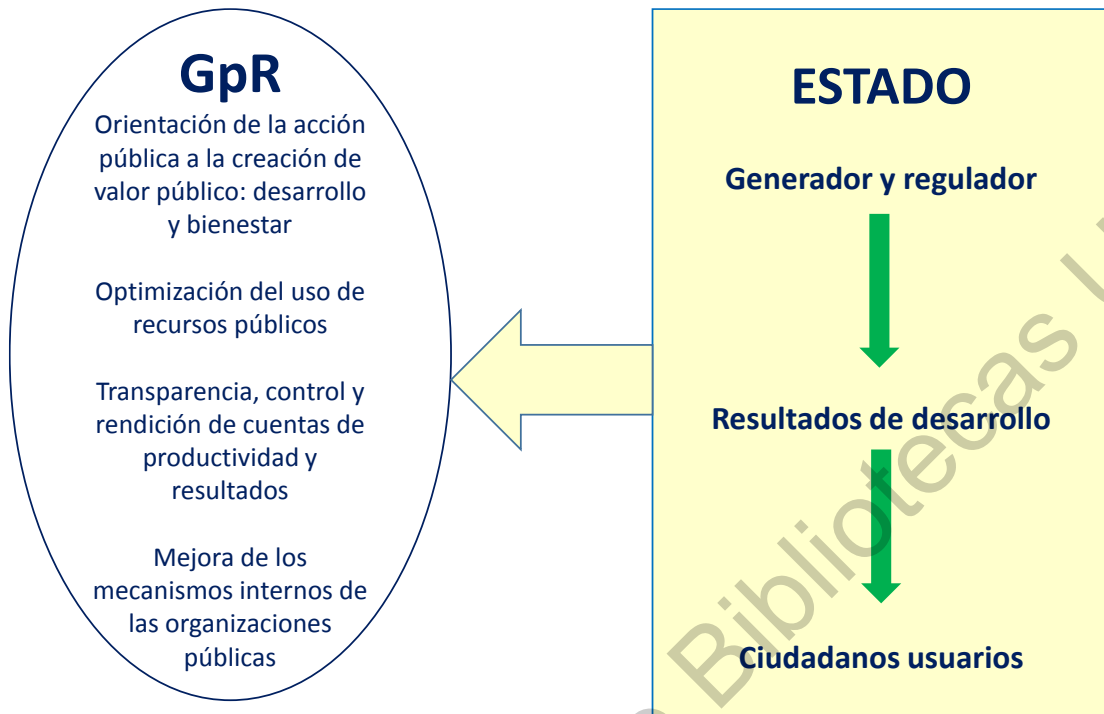 GpR
Orientación de la acción
pública a la creación de
valor público: desarrollo
y bienestar
Optimización del uso de
recursos públicos
Transparencia, control y
rendición de cuentas de
productividad y
resultados
Mejora de los
mecanismos internos de
las organizaciones
públicas
ESTADO
Generador y regulador
Resultados de desarrollo
Ciudadanos usuarios
Bibliotecas